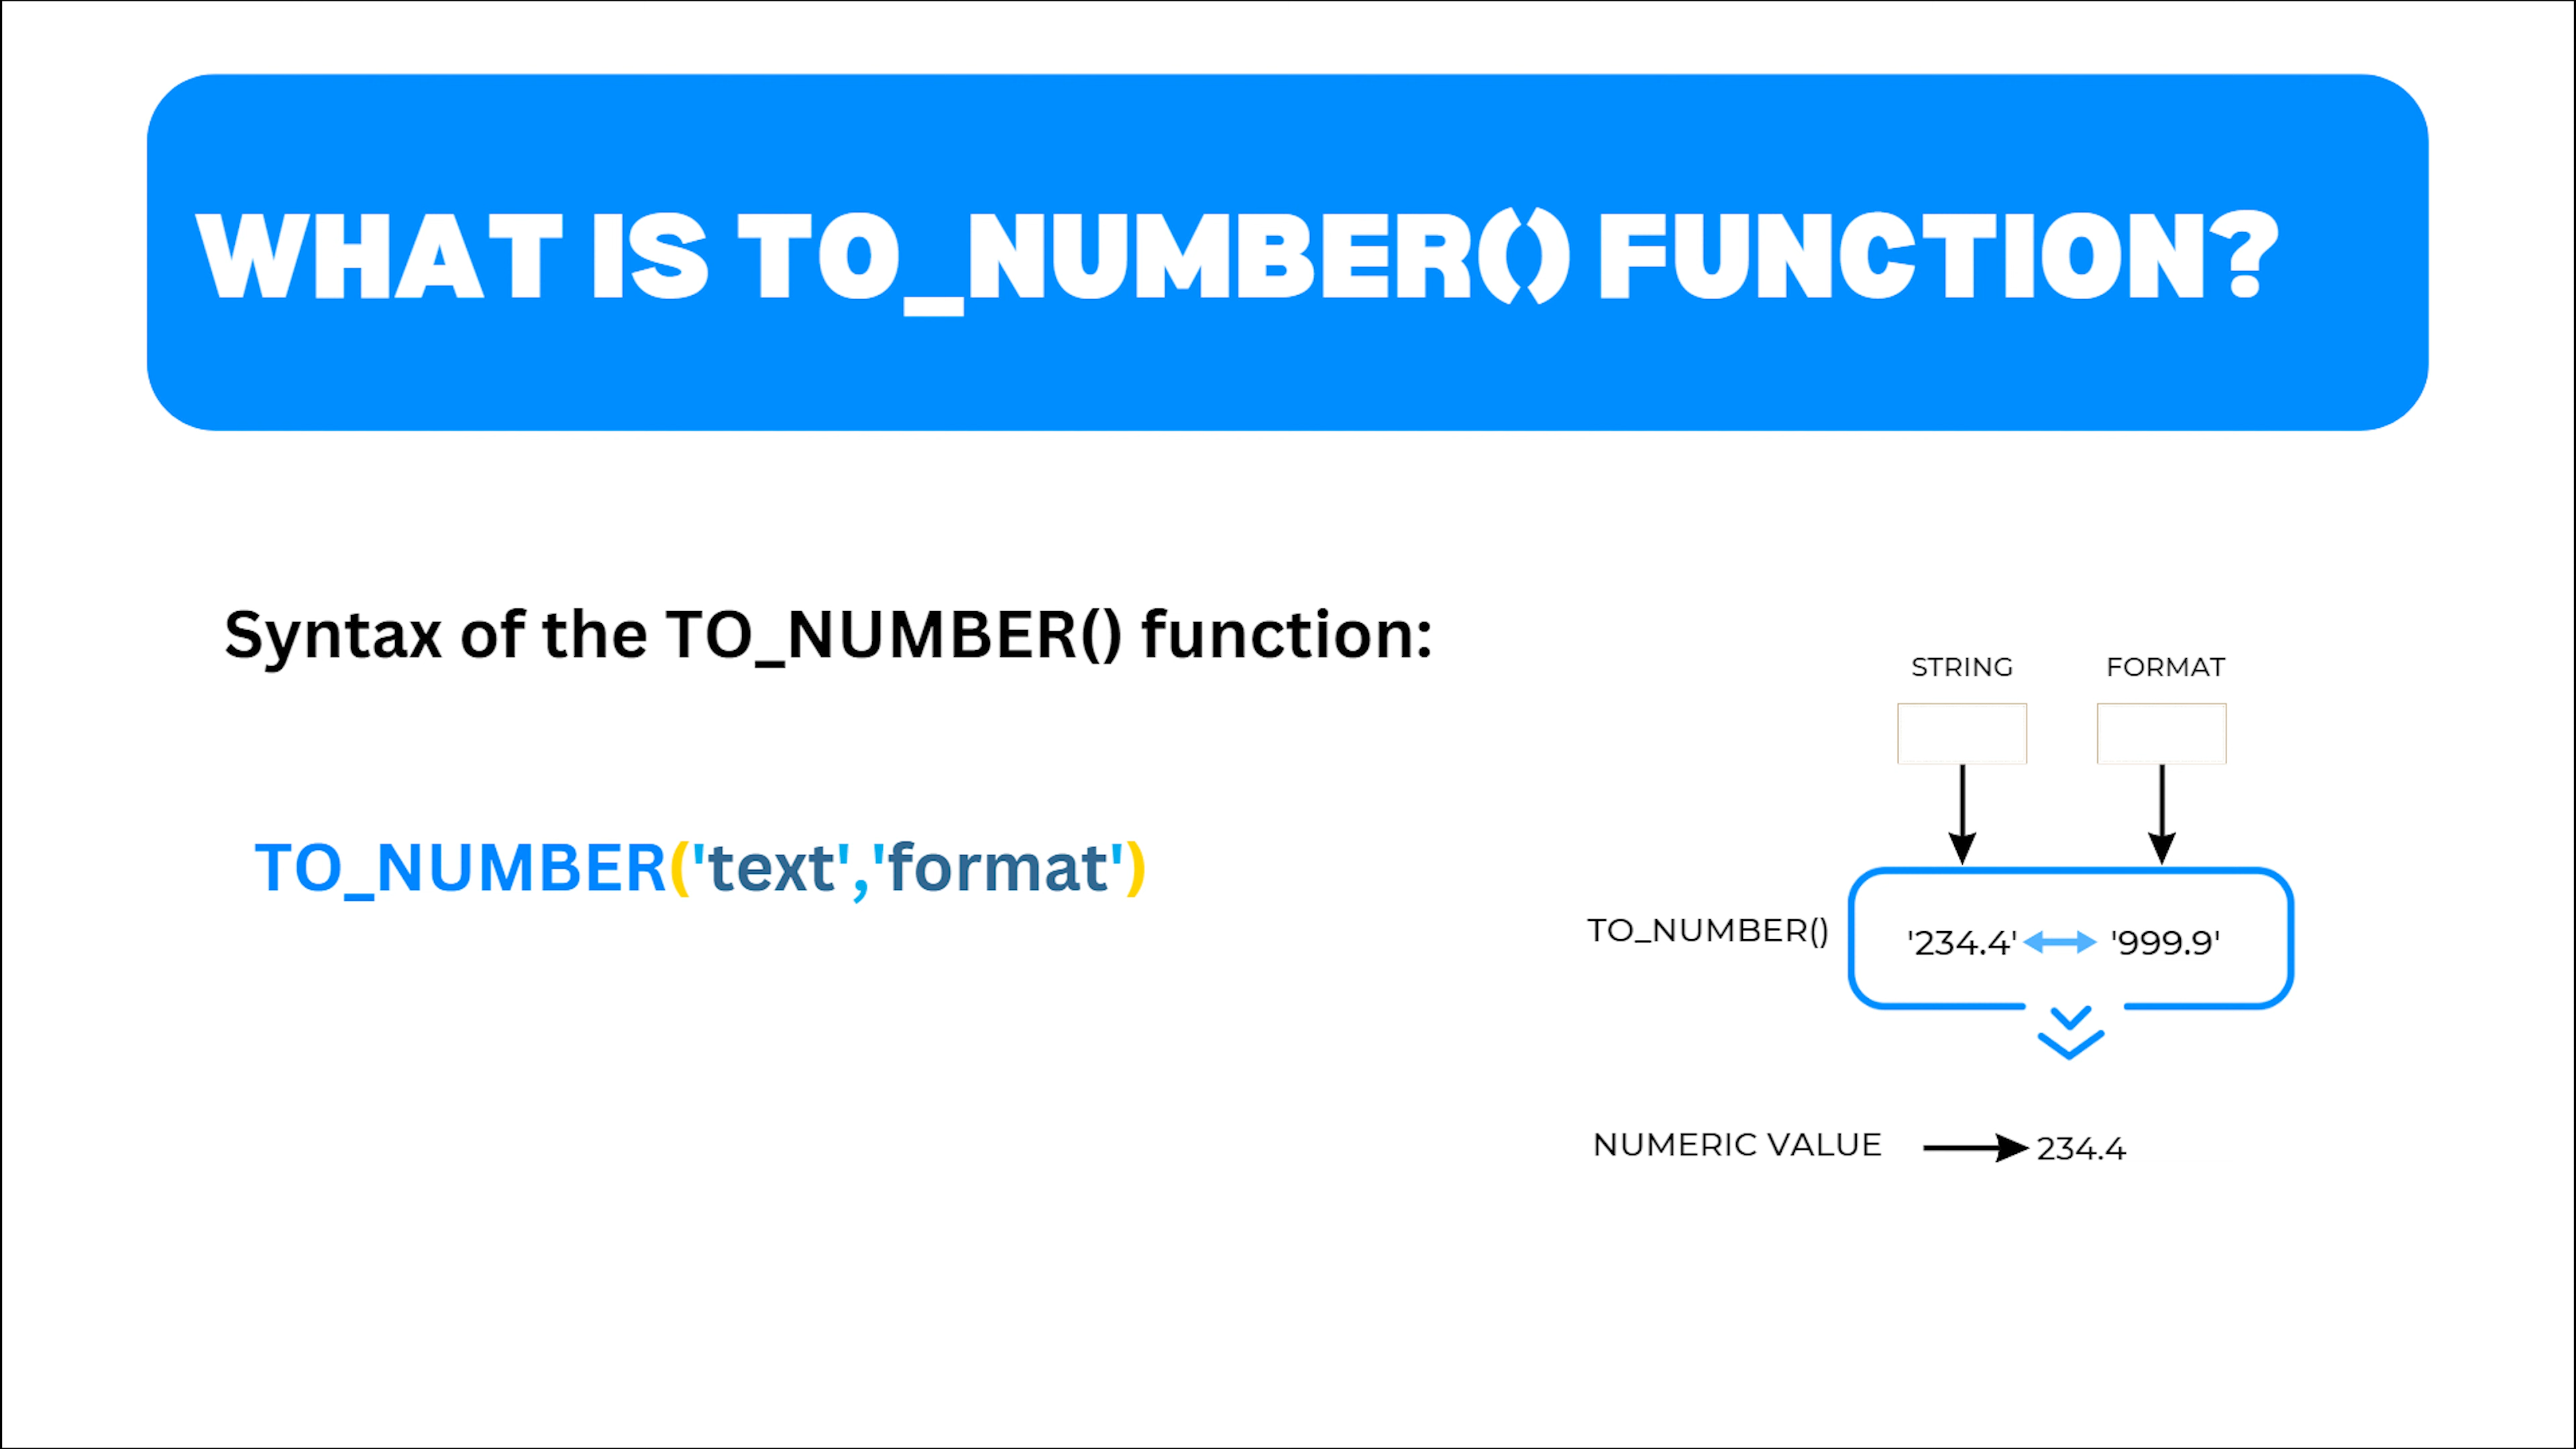 WHAT IS TO_NUMBER() FUNCTION?
Syntax of the TO_NUMBER() function:
TO_NUMBER('text','format')
STRING FORMAT
TO_NUMBER() '234.4' '999.9'
NUMERIC VALUE 234.4